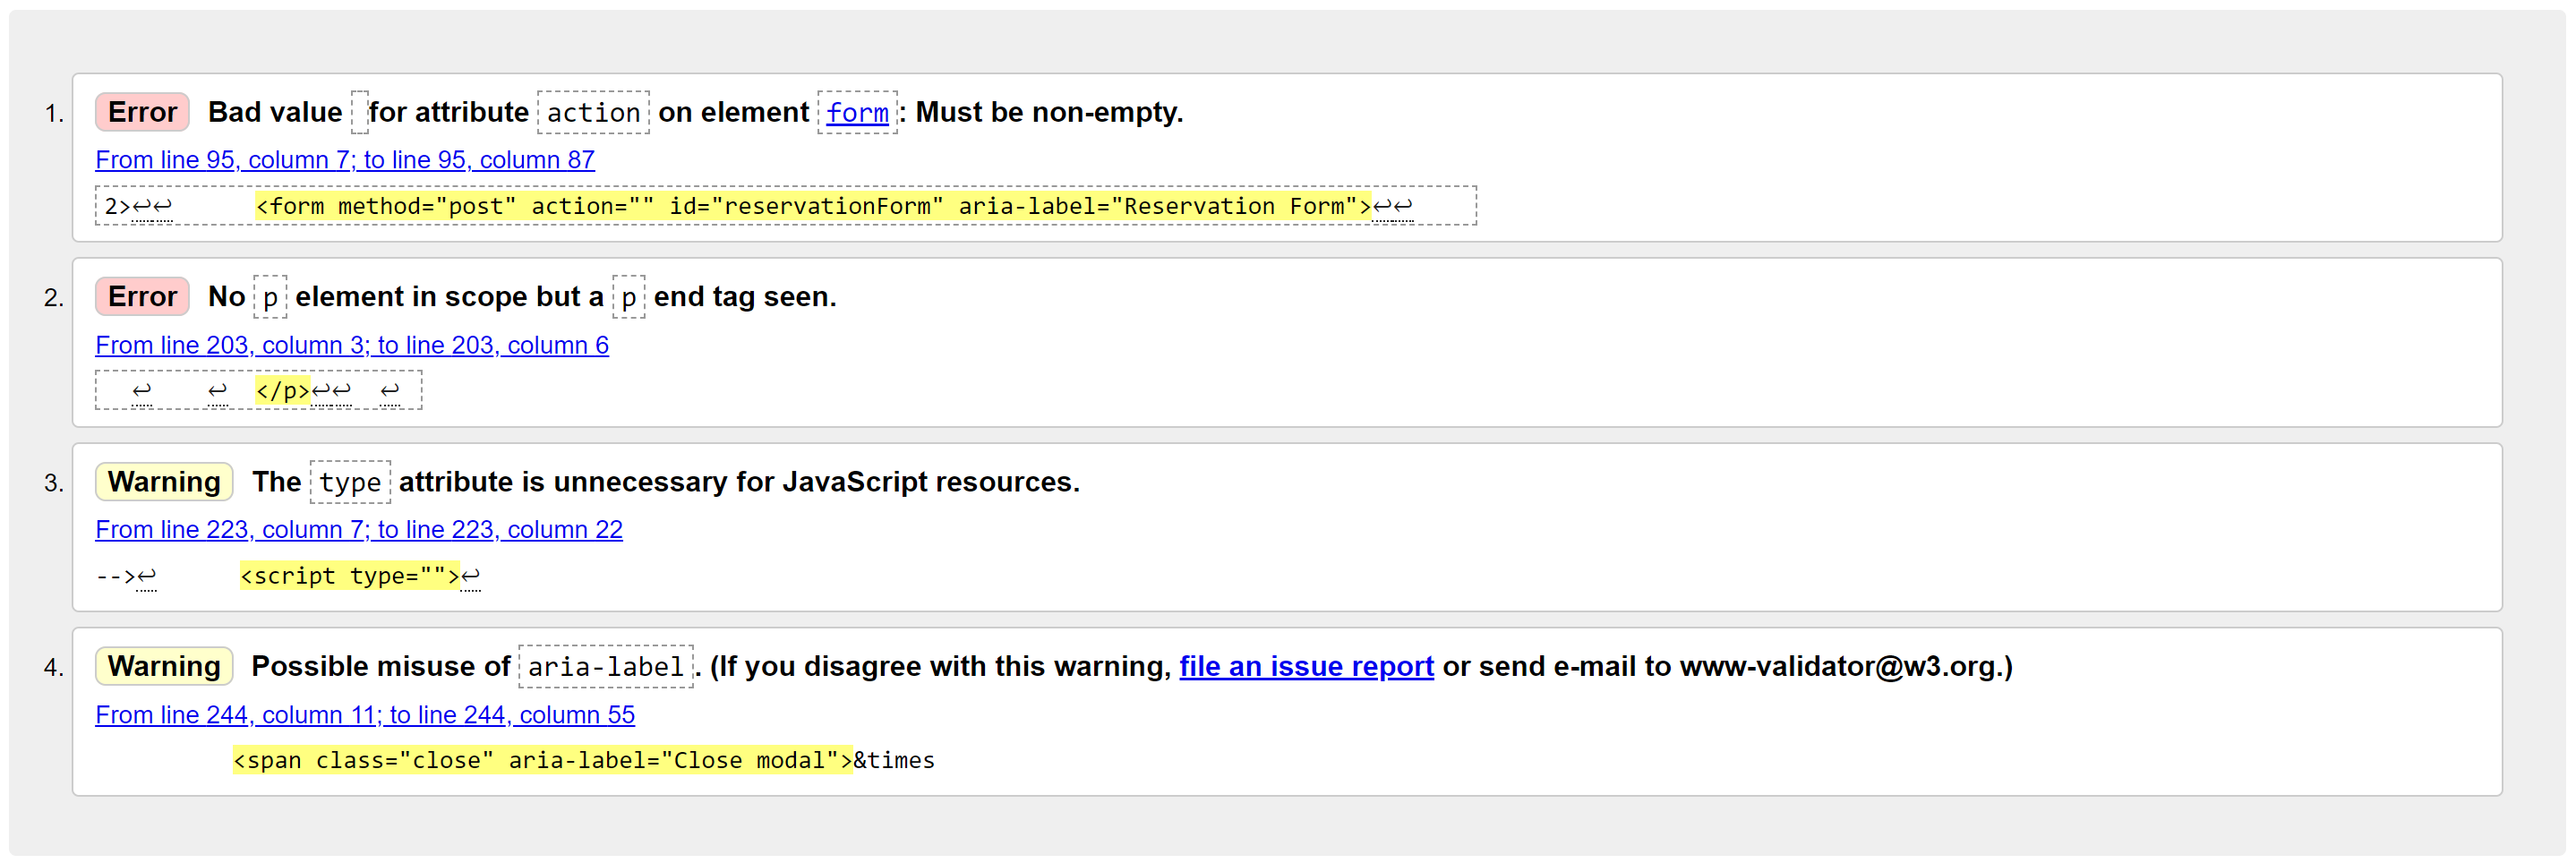 1. Error Bad value for attribute action on element form: Must be non-empty.
From line 95, column 7; to line 95, column 87
2>↩↩ <form method="post" action="" id="reservationForm" aria-label="Reservation Form">↩↩
2. Error No p element in scope but a p end tag seen.
From line 203, column 3; to line 203, column 6
↩ ↩ </p>↩↩ ↩
3. Warning The type attribute is unnecessary for JavaScript resources.
From line 223, column 7; to line 223, column 22
-->↩ <script type="">↩
4. Warning Possible misuse of aria-label. (If you disagree with this warning, file an issue report or send e-mail to www-validator@w3.org.)
From line 244, column 11; to line 244, column 55
<span class="close" aria-label="Close modal">&times